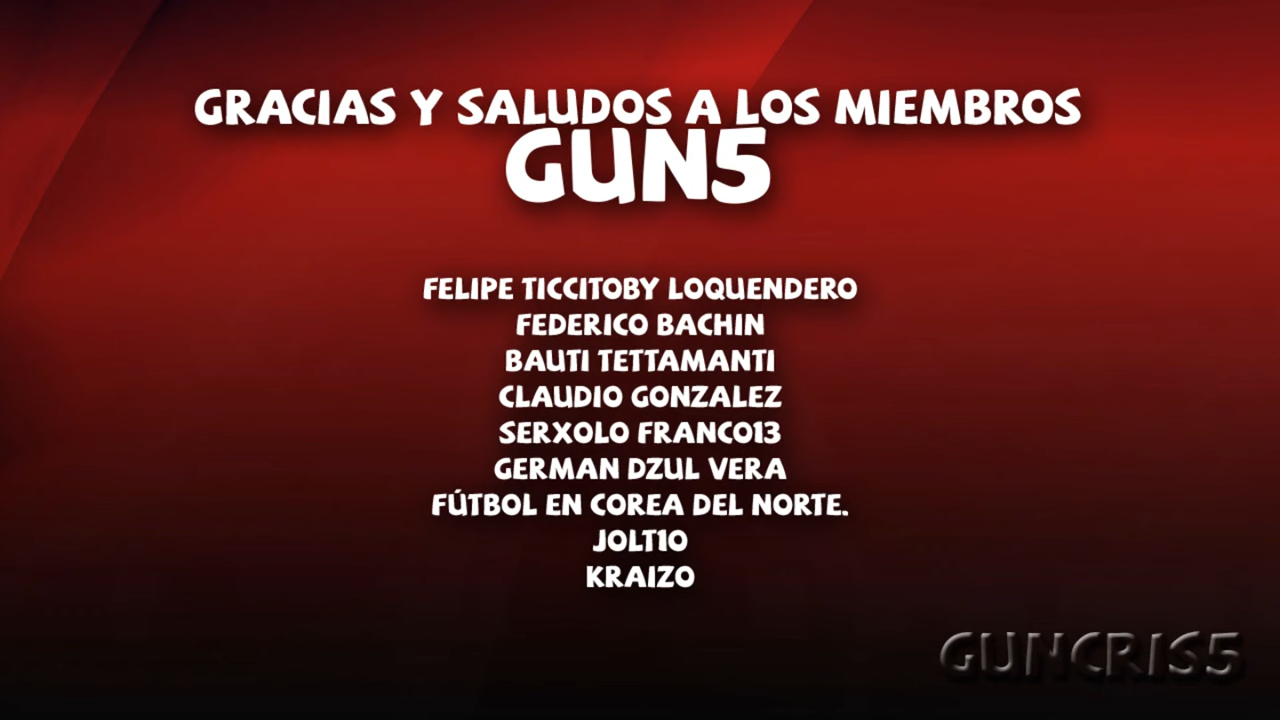 GRACIAS Y SALUDOS A LOS MIEMBROS
GUN5
FELIPE TICCITOBY LOQUENDERO
FEDERICO BACHIN
BAUTI TETTAMANTI
CLAUDIO GONZALEZ
SERXOLO FRANCO13
GERMAN DZUL VERA
FÚTBOL EN COREA DEL NORTE.
JOLT10
KRAIZO
GUNCRIS5